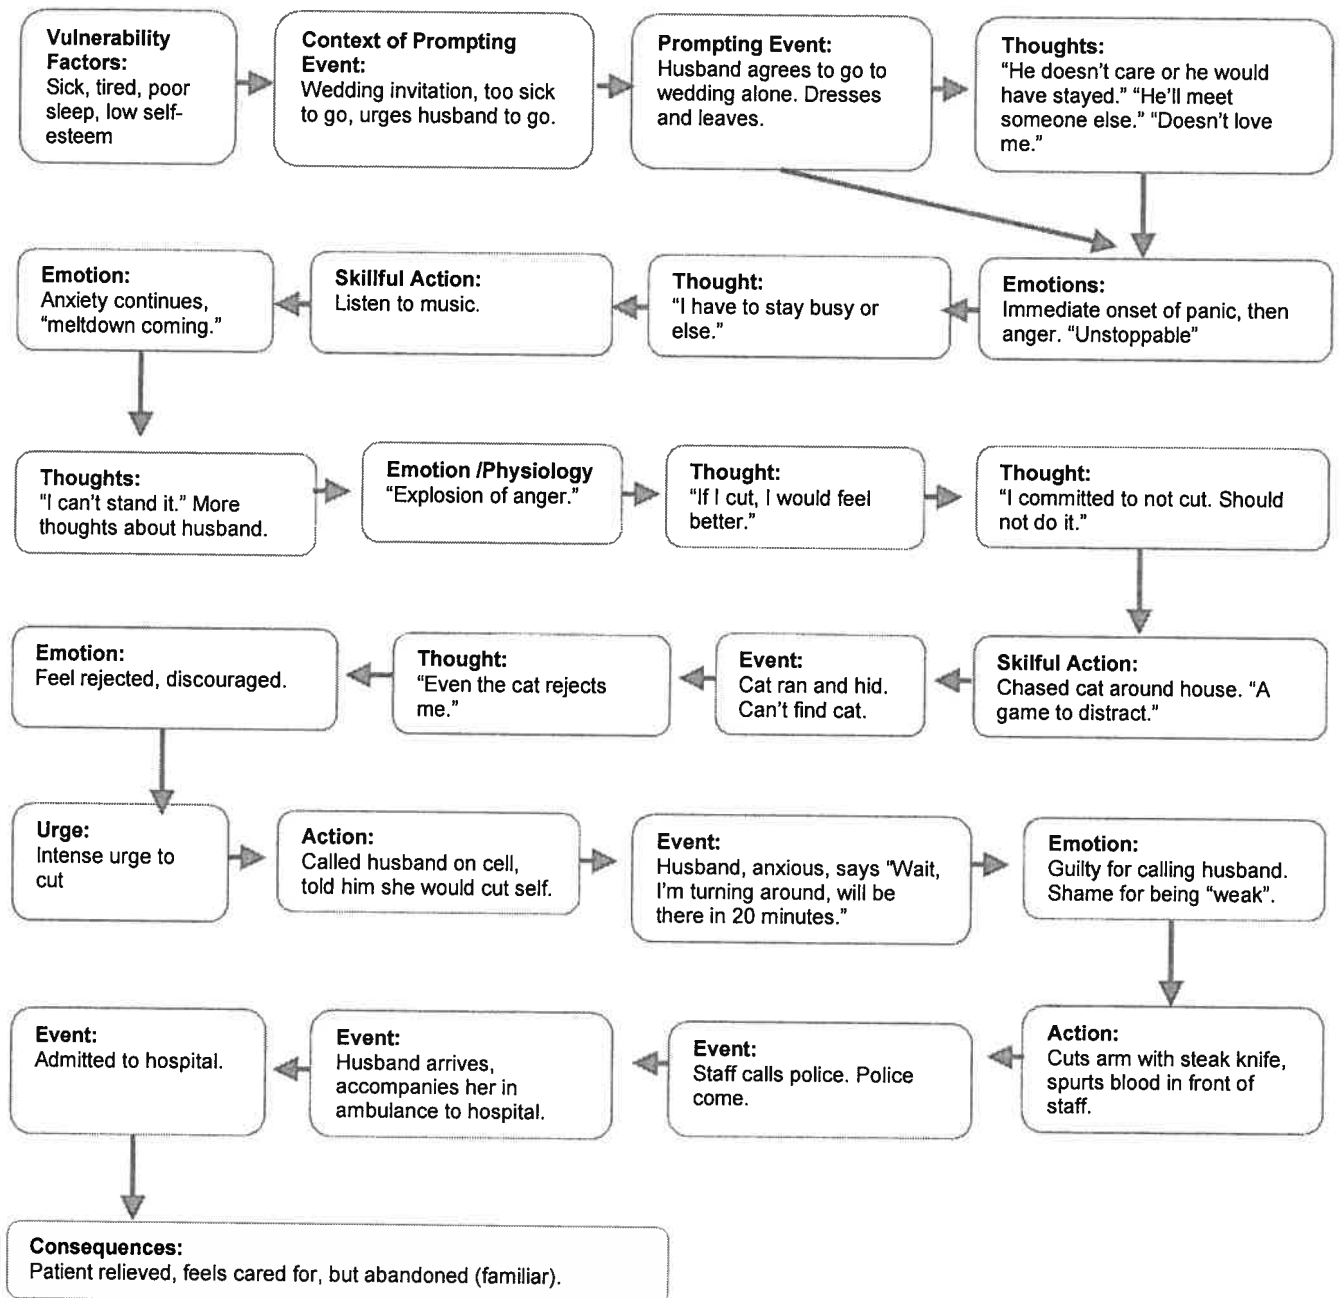 Vulnerability
Factors:
Sick, tired, poor
sleep, low self-
esteem
Context of Prompting
Event:
Wedding invitation, too sick
to go, urges husband to go.
Prompting Event:
Husband agrees to go to
wedding alone. Dresses
and leaves.
Thoughts:
“He doesn’t care or he would
have stayed.” “He’ll meet
someone else.” “Doesn’t love
me.”
Emotion:
Anxiety continues,
“meltdown coming.”
Skillful Action:
Listen to music.
Thought:
“I have to stay busy or
else.”
Emotions:
Immediate onset of panic, then
anger. “Unstoppable”
Thoughts:
“I can’t stand it.” More
thoughts about husband.
Emotion /Physiology
“Explosion of anger.”
Thought:
“If I cut, I would feel
better.”
Thought:
“I committed to not cut. Should
not do it.”
Emotion:
Feel rejected, discouraged.
Thought:
“Even the cat rejects
me.”
Event:
Cat ran and hid.
Can’t find cat.
Skilful Action:
Chased cat around house. “A
game to distract.”
Urge:
Intense urge to
cut
Action:
Called husband on cell,
told him she would cut self.
Event:
Husband, anxious, says “Wait,
I’m turning around, will be
there in 20 minutes.”
Emotion:
Guilty for calling husband.
Shame for being “weak”.
Event:
Admitted to hospital.
Event:
Husband arrives,
accompanies her in
ambulance to hospital.
Event:
Staff calls police. Police
come.
Action:
Cuts arm with steak knife,
spurts blood in front of
staff.
Consequences:
Patient relieved, feels cared for, but abandoned (familiar).